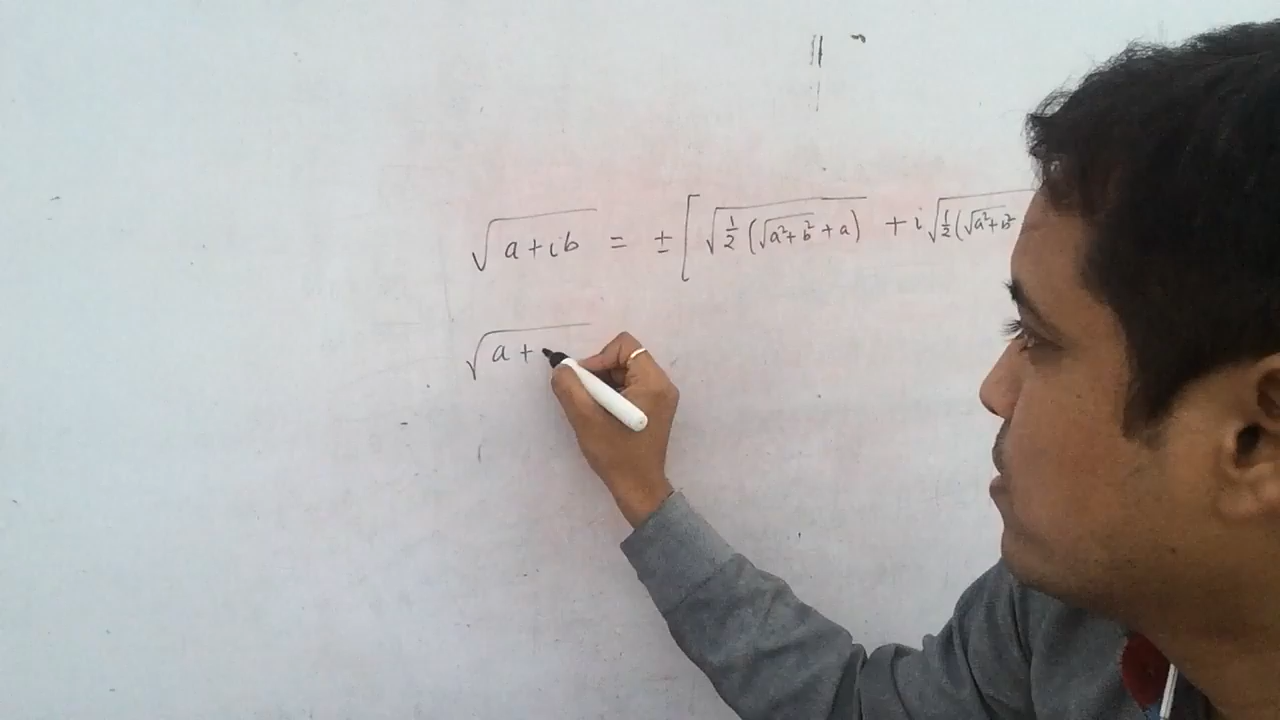 √(a+ib) = ± [ √(1/2 (√(a²+b²) + a)) + i √(1/2 (√(a²+b²)
√(a +